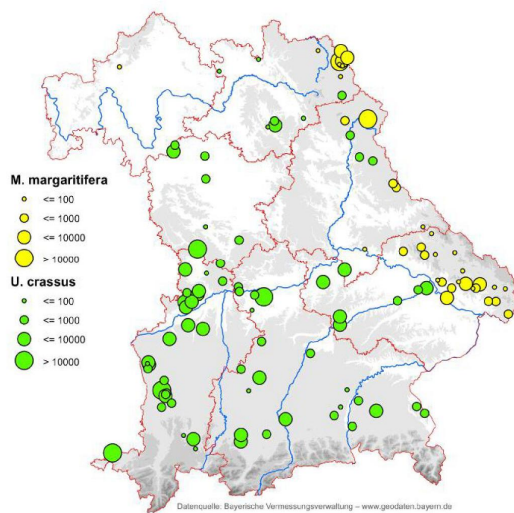 M. margaritifera
<= 100
<= 1000
<= 10000
> 10000
U. crassus
<= 100
<= 1000
<= 10000
> 10000
Datenquelle: Bayerische Vermessungsverwaltung – www.geodaten.bayern.de